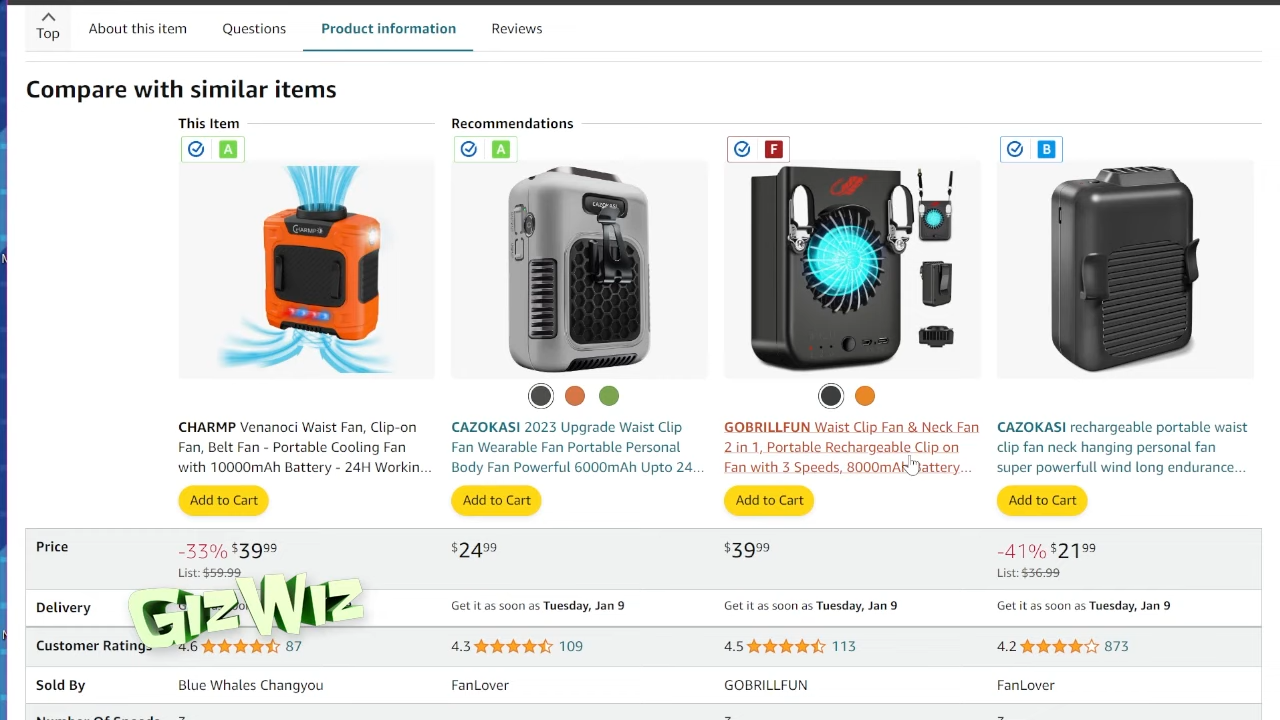 Top
About this item
Questions
Product information
Reviews
Compare with similar items
This Item
Recommendations
A
A
F
B
CHARMP
CAZOKASI
CHARMP Venanoci Waist Fan, Clip-on
Fan, Belt Fan - Portable Cooling Fan
with 10000mAh Battery - 24H Workin...
CAZOKASI 2023 Upgrade Waist Clip
Fan Wearable Fan Portable Personal
Body Fan Powerful 6000mAh Upto 24...
GOBRILLFUN Waist Clip Fan & Neck Fan
2 in 1, Portable Rechargeable Clip on
Fan with 3 Speeds, 8000mAh Battery...
CAZOKASI rechargeable portable waist
clip fan neck hanging personal fan
super powerfull wind long endurance...
Add to Cart
Add to Cart
Add to Cart
Add to Cart
Price
-33% $39.99
List: $59.99
$24.99
$39.99
-41% $21.99
List: $36.99
Delivery
Get it as soon as Tuesday, Jan 9
Get it as soon as Tuesday, Jan 9
Get it as soon as Tuesday, Jan 9
GizWiz
Customer Ratings
4.6
87
4.3
109
4.5
113
4.2
873
Sold By
Blue Whales Changyou
FanLover
GOBRILLFUN
FanLover
Number Of Speeds
3
3
3